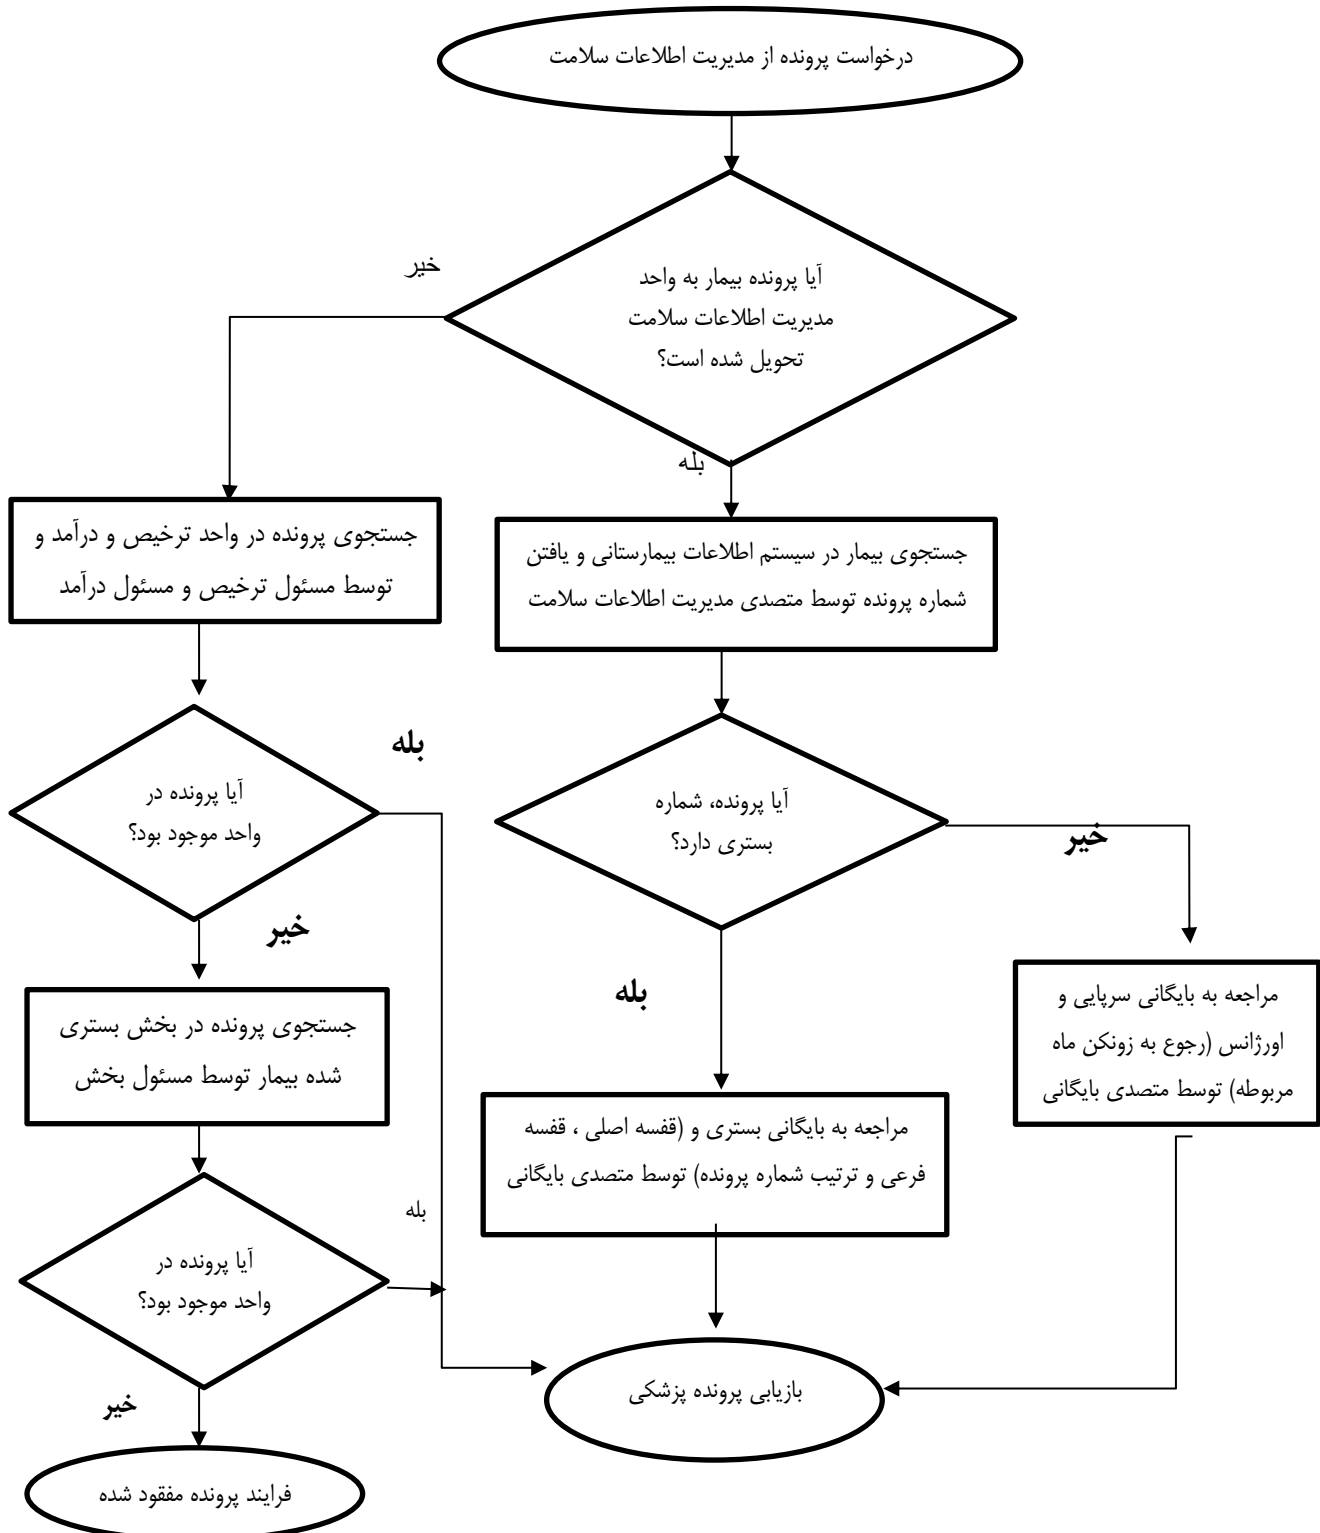 درخواست پرونده از مدیریت اطلاعات سلامت
آیا پرونده بیمار به واحد
مدیریت اطلاعات سلامت
تحویل شده است؟
خیر
بله
جستجوی بیمار در سیستم اطلاعات بیمارستانی و یافتن
شماره پرونده توسط متصدی مدیریت اطلاعات سلامت
جستجوی پرونده در واحد ترخیص و درآمد و
توسط مسئول ترخیص و مسئول درآمد
آیا پرونده، شماره
بستری دارد؟
خیر
بله
آیا پرونده در
واحد موجود بود؟
بله
خیر
مراجعه به بایگانی سرپایی و
اورژانس (رجوع به زونکن ماه
مربوطه) توسط متصدی بایگانی
مراجعه به بایگانی بستری و (قفسه اصلی ، قفسه
فرعی و ترتیب شماره پرونده) توسط متصدی بایگانی
جستجوی پرونده در بخش بستری
شده بیمار توسط مسئول بخش
آیا پرونده در
واحد موجود بود؟
بله
خیر
بازیابی پرونده پزشکی
فرایند پرونده مفقود شده